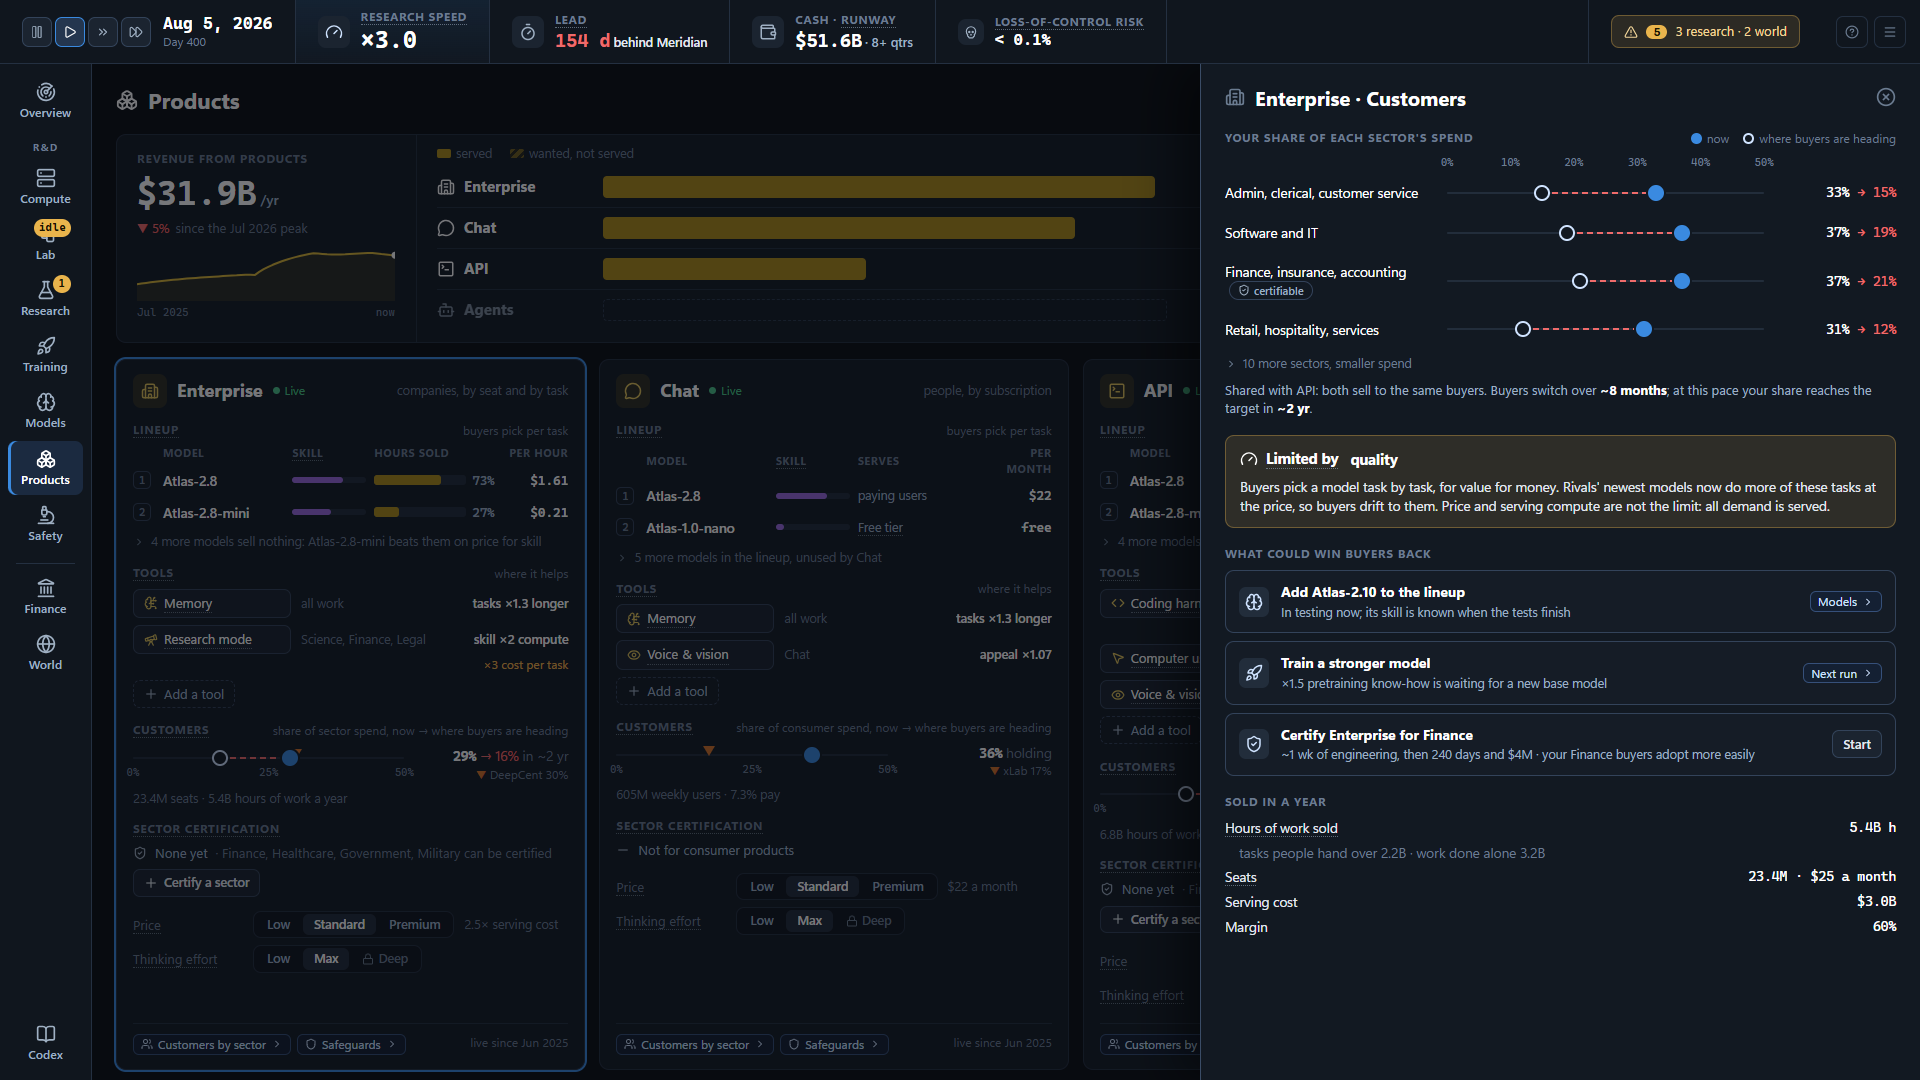 Aug 5, 2026
Day 400
RESEARCH SPEED
×3.0
LEAD
154 d behind Meridian
CASH · RUNWAY
$51.6B · 8+ qtrs
LOSS-OF-CONTROL RISK
< 0.1%
5 3 research · 2 world
Overview
R&D
Compute
idle
Lab
1
Research
Training
Models
Products
Safety
Finance
World
Codex
Products
REVENUE FROM PRODUCTS
$31.9B /yr
▼ 5% since the Jul 2026 peak
Jul 2025 now
served wanted, not served
Enterprise
Chat
API
Agents
Enterprise Live companies, by seat and by task
LINEUP buyers pick per task
MODEL SKILL HOURS SOLD PER HOUR
1 Atlas-2.8 73% $1.61
2 Atlas-2.8-mini 27% $0.21
4 more models sell nothing: Atlas-2.8-mini beats them on price for skill
TOOLS where it helps
Memory all work tasks ×1.3 longer
Research mode Science, Finance, Legal skill ×2 compute
×3 cost per task
+ Add a tool
CUSTOMERS share of sector spend, now → where buyers are heading
29% → 16% in ~2 yr
0% 25% 50% ▼ DeepCent 30%
23.4M seats · 5.4B hours of work a year
SECTOR CERTIFICATION
None yet · Finance, Healthcare, Government, Military can be certified
+ Certify a sector
Price Low Standard Premium 2.5× serving cost
Thinking effort Low Max Deep
Customers by sector Safeguards live since Jun 2025
Chat Live people, by subscription
LINEUP buyers pick per task
MODEL SKILL SERVES PER MONTH
1 Atlas-2.8 paying users $22
2 Atlas-1.0-nano Free tier free
5 more models in the lineup, unused by Chat
TOOLS where it helps
Memory all work tasks ×1.3 longer
Voice & vision Chat appeal ×1.07
+ Add a tool
CUSTOMERS share of consumer spend, now → where buyers are heading
36% holding
0% 25% 50% ▼ xLab 17%
605M weekly users · 7.3% pay
SECTOR CERTIFICATION
— Not for consumer products
Price Low Standard Premium $22 a month
Thinking effort Low Max Deep
Customers by sector Safeguards live since Jun 2025
API
LINEUP
MODEL
1 Atlas-2.8
2 Atlas-2.8-m
4 more models
TOOLS
Coding harn
Computer u
Voice & visio
+ Add a tool
CUSTOMERS
0%
6.8B hours of work
SECTOR CERTIFI
None yet · Fi
+ Certify a sec
Price
Thinking effort
Customers by
Enterprise · Customers
YOUR SHARE OF EACH SECTOR'S SPEND now where buyers are heading
0% 10% 20% 30% 40% 50%
Admin, clerical, customer service 33% → 15%
Software and IT 37% → 19%
Finance, insurance, accounting 37% → 21%
certifiable
Retail, hospitality, services 31% → 12%
10 more sectors, smaller spend
Shared with API: both sell to the same buyers. Buyers switch over ~8 months; at this pace your share reaches the
target in ~2 yr.
Limited by quality
Buyers pick a model task by task, for value for money. Rivals' newest models now do more of these tasks at
the price, so buyers drift to them. Price and serving compute are not the limit: all demand is served.
WHAT COULD WIN BUYERS BACK
Add Atlas-2.10 to the lineup
In testing now; its skill is known when the tests finish
Models
Train a stronger model
×1.5 pretraining know-how is waiting for a new base model
Next run
Certify Enterprise for Finance
~1 wk of engineering, then 240 days and $4M · your Finance buyers adopt more easily
Start
SOLD IN A YEAR
Hours of work sold 5.4B h
tasks people hand over 2.2B · work done alone 3.2B
Seats 23.4M · $25 a month
Serving cost $3.0B
Margin 60%